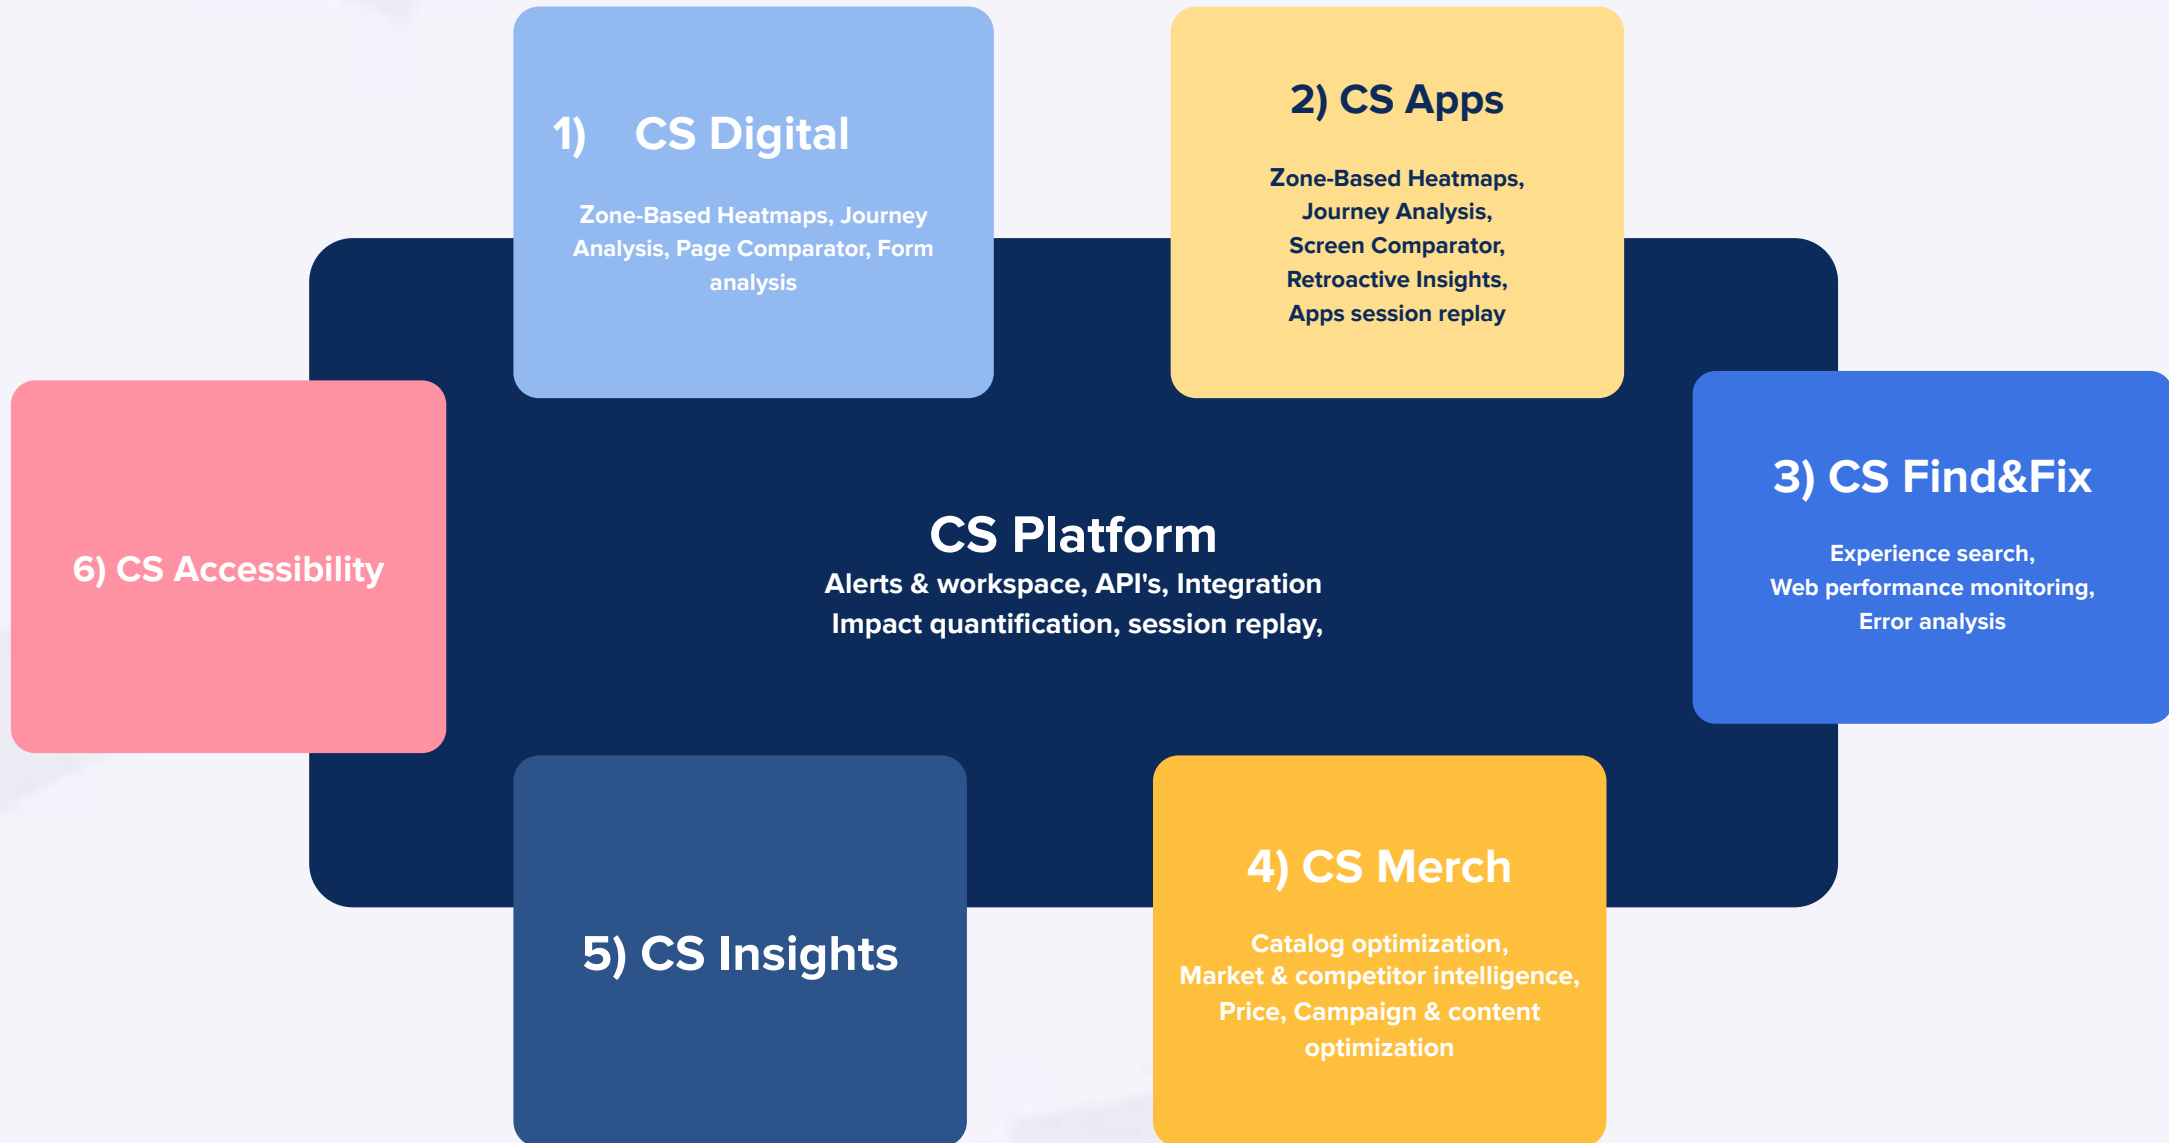 1) CS Digital
Zone-Based Heatmaps, Journey
Analysis, Page Comparator, Form
analysis
2) CS Apps
Zone-Based Heatmaps,
Journey Analysis,
Screen Comparator,
Retroactive Insights,
Apps session replay
3) CS Find&Fix
Experience search,
Web performance monitoring,
Error analysis
6) CS Accessibility
CS Platform
Alerts & workspace, API's, Integration
Impact quantification, session replay,
5) CS Insights
4) CS Merch
Catalog optimization,
Market & competitor intelligence,
Price, Campaign & content
optimization